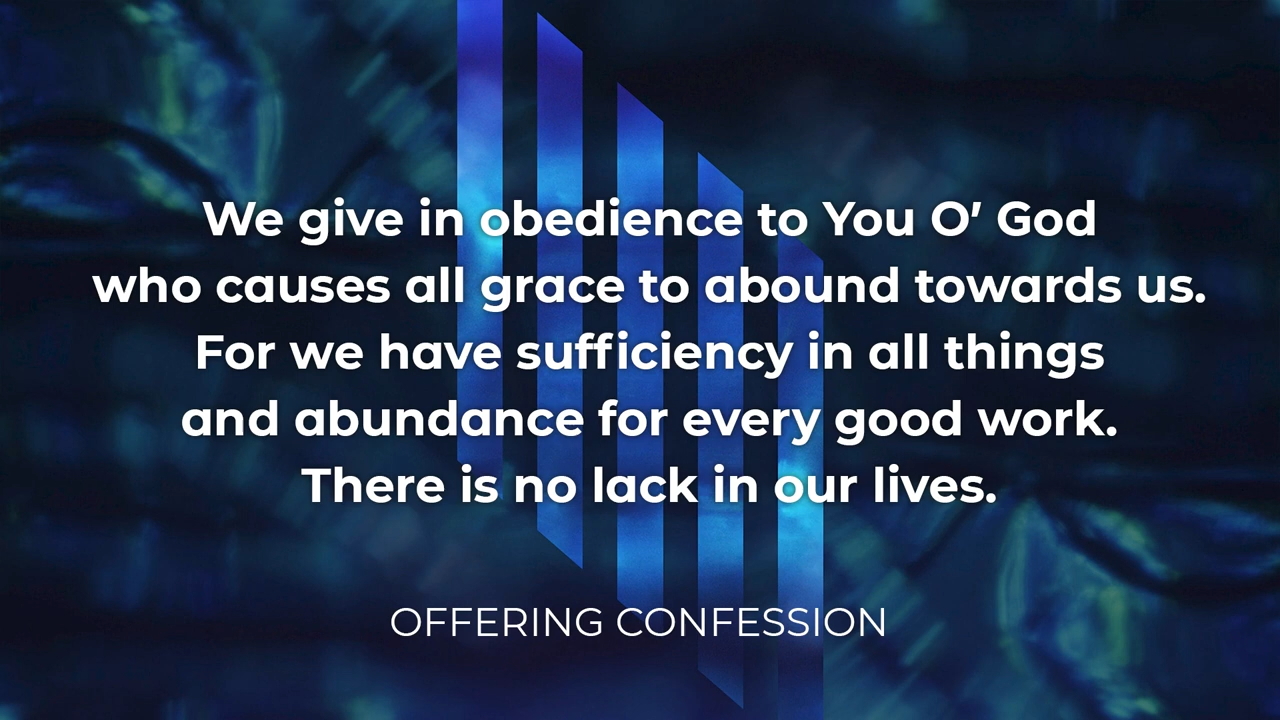 We give in obedience to You O' God
who causes all grace to abound towards us.
For we have sufficiency in all things
and abundance for every good work.
There is no lack in our lives.
OFFERING CONFESSION